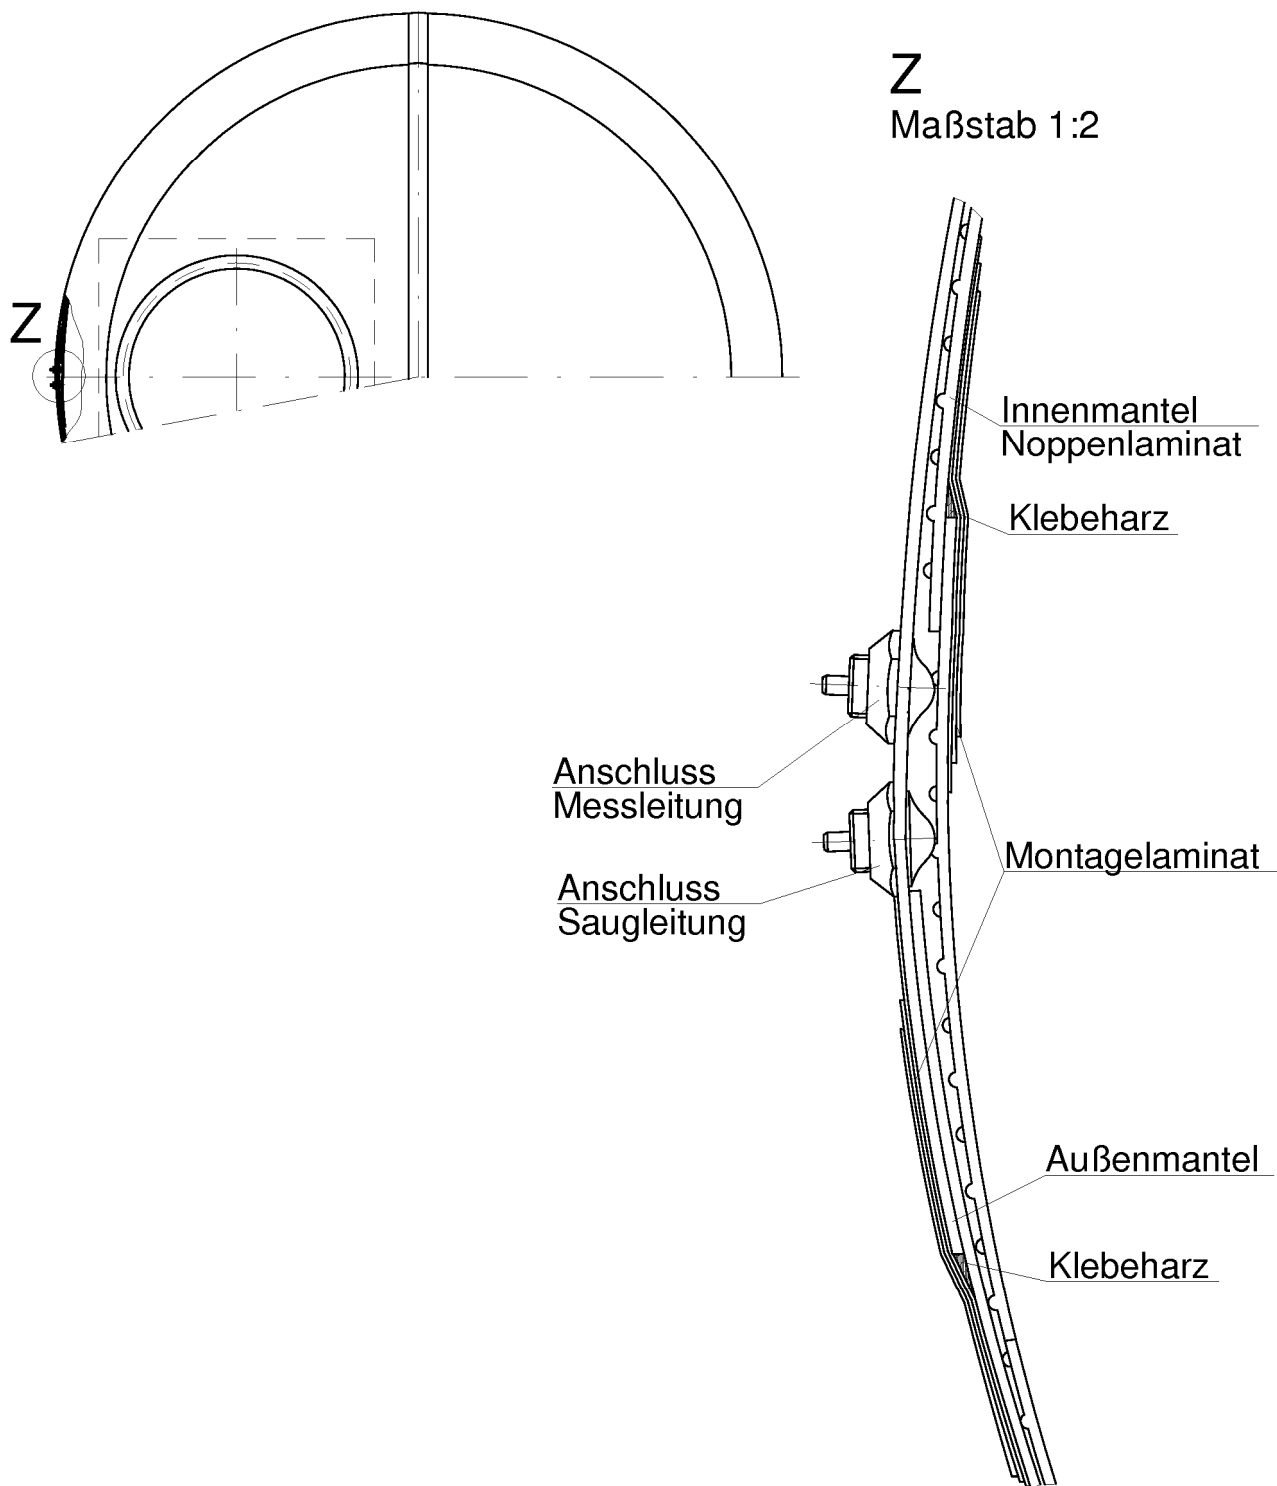 Z
Maßstab 1:2
Z
Innenmantel
Noppenlaminat
Klebeharz
Anschluss
Messleitung
Montagelaminat
Anschluss
Saugleitung
Außenmantel
Klebeharz